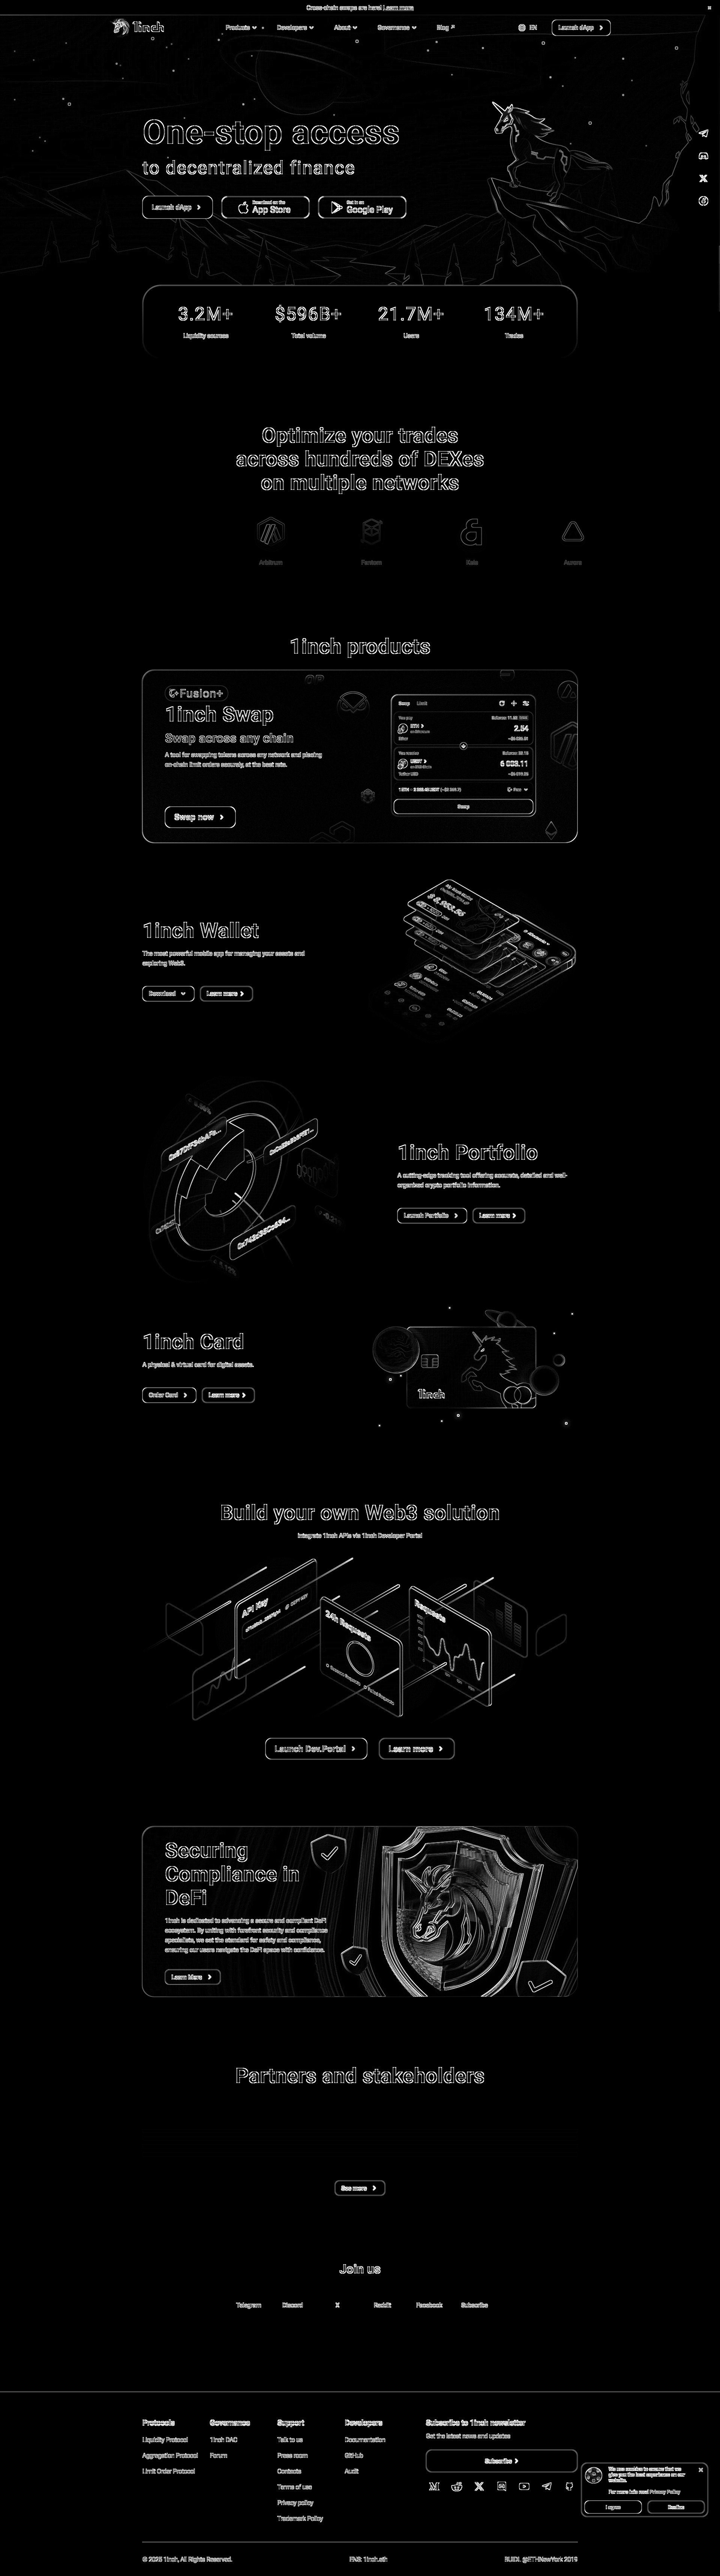 Cross-chain swaps are here! Learn more
1inch
Products
Developers
About
Governance
Blog
EN
Launch dApp
One-stop access
to decentralized finance
Launch dApp
Download on the
App Store
Get it on
Google Play
3.2M+
$596B+
21.7M+
134M+
Liquidity sources
Total volume
Users
Trades
Optimize your trades
across hundreds of DEXes
on multiple networks
Arbitrum
Fantom
Kaia
Aurora
1inch products
Fusion+
1inch Swap
Swap across any chain
A tool for swapping tokens across any network and placing
on-chain limit orders securely, at the best rate.
Swap now
Swap
Limit
You pay
ETH
2.54
You receive
USDT
Tether USD
Swap
1inch Wallet
The most powerful mobile app for managing your assets and
exploring Web3.
Download
Learn more
1inch Portfolio
A cutting-edge tracking tool offering accurate, detailed and well-
organized crypto portfolio information.
Launch Portfolio
Learn more
1inch Card
A physical & virtual card for digital assets.
Order Card
Learn more
1inch
Build your own Web3 solution
Integrate 1inch APIs via 1inch Developer Portal
API Key
24h Requests
Requests
Launch Dev.Portal
Learn more
Securing
Compliance in
DeFi
1inch is dedicated to advancing a secure and compliant DeFi
ecosystem. By uniting with forefront security and compliance
specialists, we set the standard for safety and compliance,
ensuring our users navigate the DeFi space with confidence.
Learn More
Partners and stakeholders
See more
Join us
Telegram
Discord
X
Reddit
Facebook
Subscribe
Protocols
Governance
Support
Developers
Subscribe to 1inch newsletter
Liquidity Protocol
1inch DAO
Talk to us
Documentation
Get the latest news and updates
Aggregation Protocol
Forum
Press room
GitHub
Subscribe
Limit Order Protocol
Contacts
Audit
Terms of use
Privacy policy
Trademark Policy
We use cookies to ensure that we
give you the best experience on our
website.
For more info read Privacy Policy
I agree
Decline
© 2025 1inch, All Rights Reserved.
ENS: 1inch.eth
BUIDL @ETHNewYork 2019